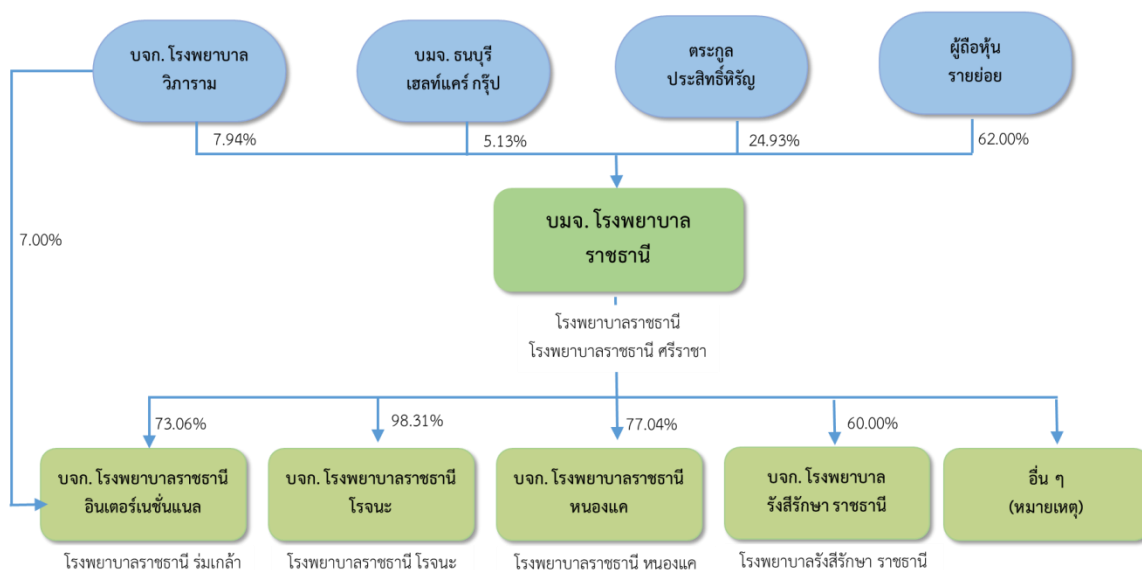 บจก. โรงพยาบาล
วิภาราม
บมจ. ธนบุรี
เฮลท์แคร์ กรุ๊ป
ตระกูล
ประสิทธิ์หิรัญ
ผู้ถือหุ้น
รายย่อย
7.94%
5.13%
24.93%
62.00%
7.00%
บมจ. โรงพยาบาล
ราชธานี
โรงพยาบาลราชธานี
โรงพยาบาลราชธานี ศรีราชา
73.06%
98.31%
77.04%
60.00%
บจก. โรงพยาบาลราชธานี
อินเตอร์เนชั่นแนล
บจก. โรงพยาบาลราชธานี
โรจนะ
บจก. โรงพยาบาลราชธานี
หนองแค
บจก. โรงพยาบาล
รังสีรักษา ราชธานี
อื่น ๆ
(หมายเหตุ)
โรงพยาบาลราชธานี ร่มเกล้า
โรงพยาบาลราชธานี โรจนะ
โรงพยาบาลราชธานี หนองแค
โรงพยาบาลรังสีรักษา ราชธานี